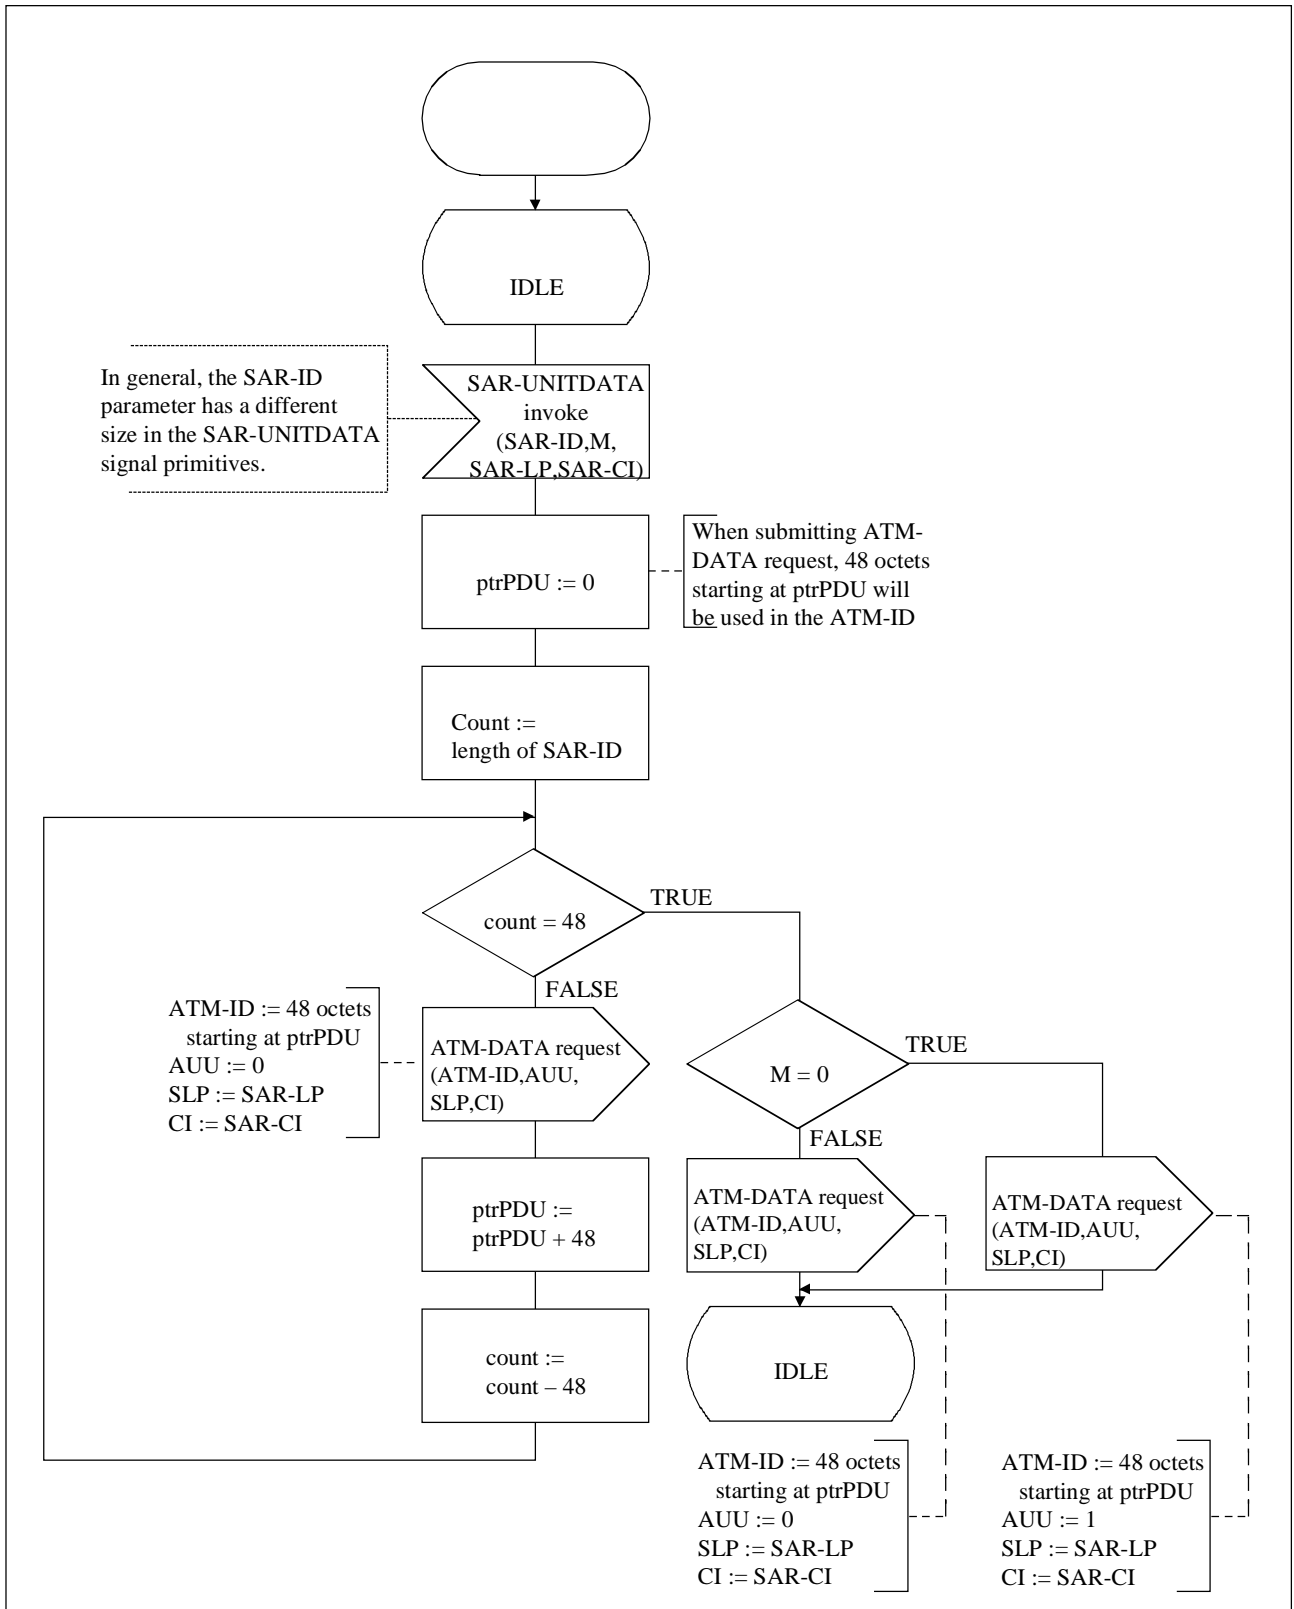 IDLE
In general, the SAR-ID
parameter has a different
size in the SAR-UNITDATA
signal primitives.
SAR-UNITDATA
invoke
(SAR-ID,M,
SAR-LP,SAR-CI)
ptrPDU := 0
When submitting ATM-
DATA request, 48 octets
starting at ptrPDU will
be used in the ATM-ID
Count :=
length of SAR-ID
count = 48
TRUE
FALSE
ATM-ID := 48 octets
starting at ptrPDU
AUU := 0
SLP := SAR-LP
CI := SAR-CI
ATM-DATA request
(ATM-ID,AUU,
SLP,CI)
M = 0
TRUE
FALSE
ptrPDU :=
ptrPDU + 48
ATM-DATA request
(ATM-ID,AUU,
SLP,CI)
ATM-DATA request
(ATM-ID,AUU,
SLP,CI)
count :=
count – 48
IDLE
ATM-ID := 48 octets
starting at ptrPDU
AUU := 0
SLP := SAR-LP
CI := SAR-CI
ATM-ID := 48 octets
starting at ptrPDU
AUU := 1
SLP := SAR-LP
CI := SAR-CI